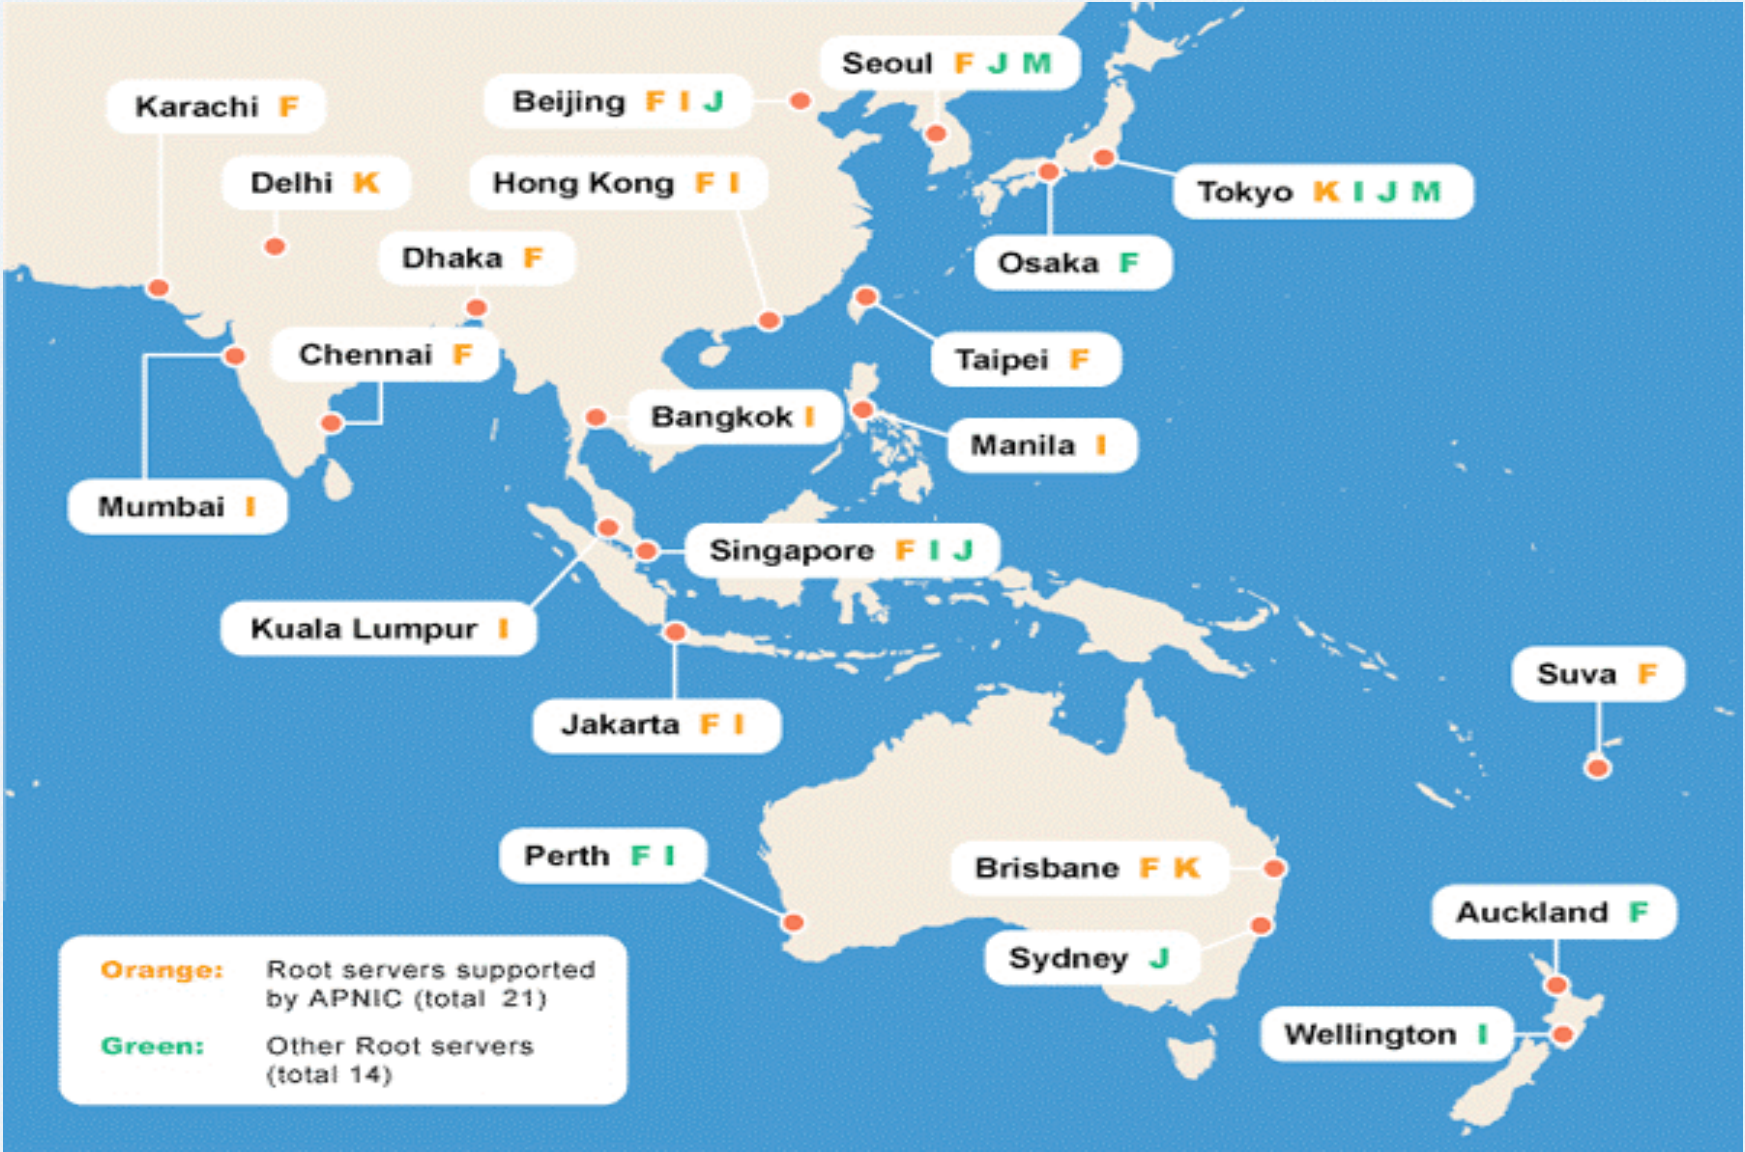 Seoul F J M
Karachi F
Beijing F I J
Delhi K
Hong Kong F I
Tokyo K I J M
Dhaka F
Osaka F
Chennai F
Taipei F
Bangkok I
Manila I
Mumbai I
Singapore F I J
Kuala Lumpur I
Suva F
Jakarta F I
Perth F I
Brisbane F K
Auckland F
Sydney J
Wellington I
Orange: Root servers supported
by APNIC (total 21)
Green: Other Root servers
(total 14)